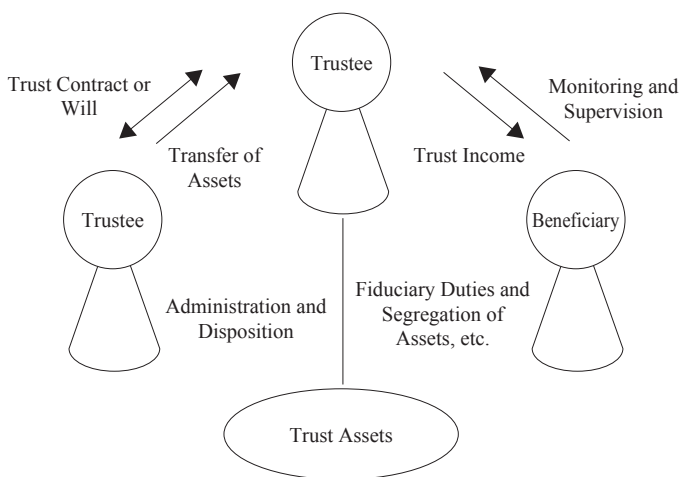 Trustee
Trust Contract or
Will
Monitoring and
Supervision
Transfer of
Assets
Trust Income
Trustee
Beneficiary
Administration and
Disposition
Fiduciary Duties and
Segregation of
Assets, etc.
Trust Assets